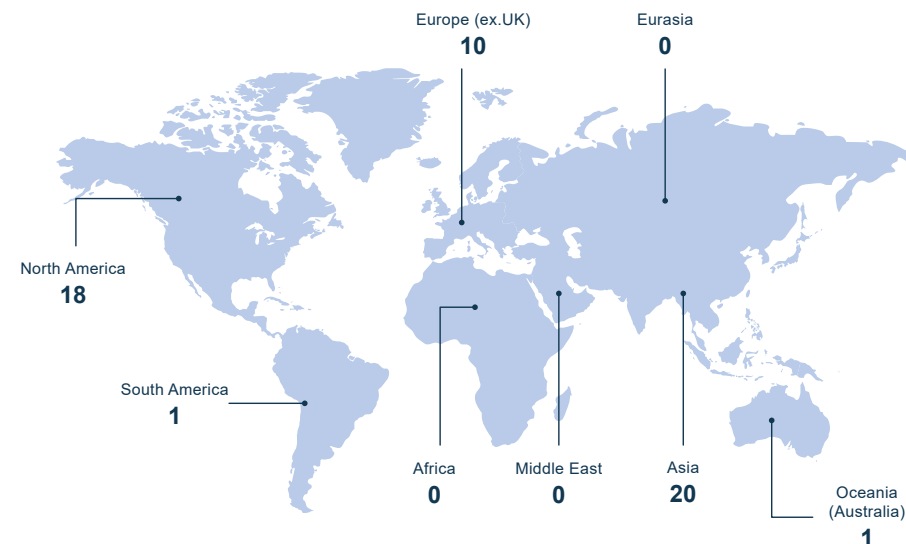 Europe (ex.UK)
10
Eurasia
0
North America
18
South America
1
Africa
0
Middle East
0
Asia
20
Oceania
(Australia)
1